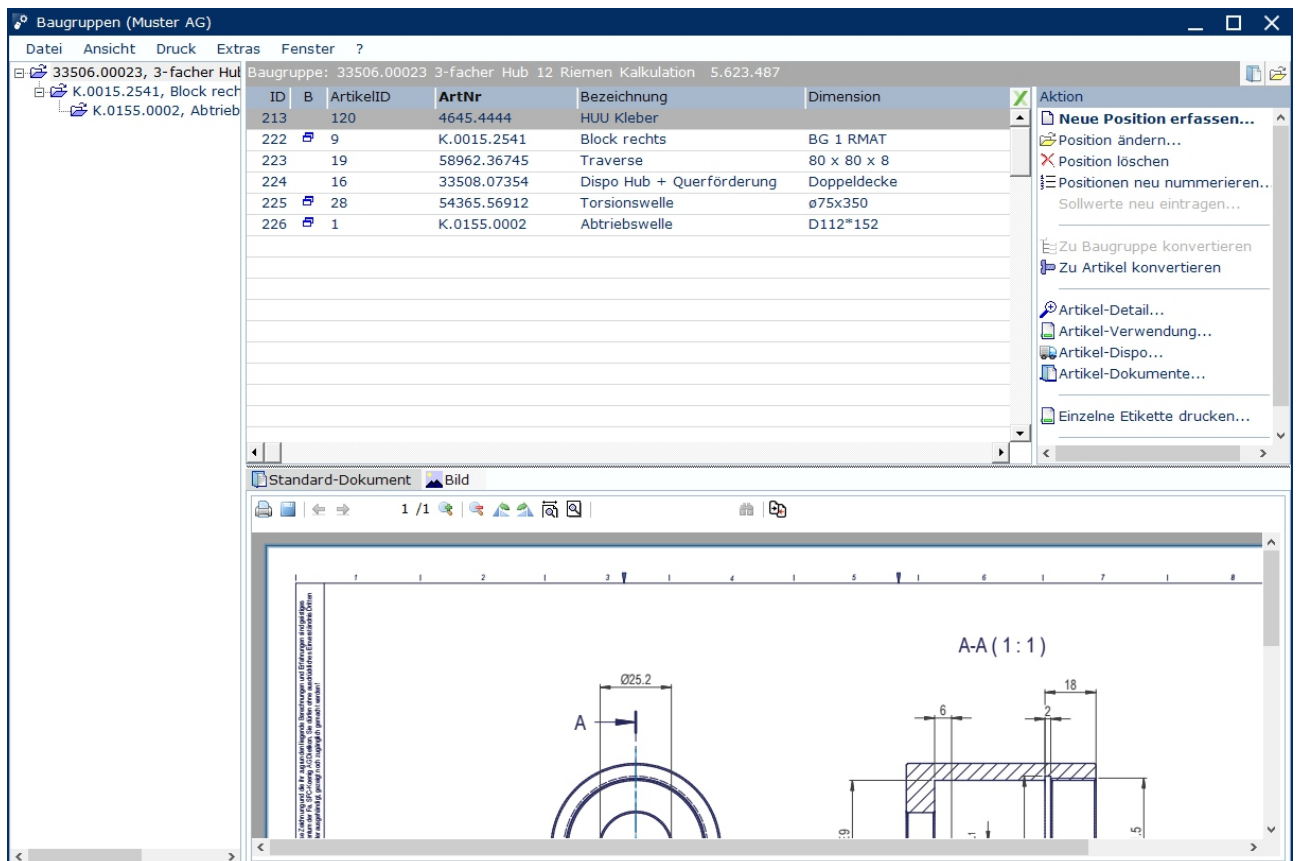 Baugruppen (Muster AG)
Datei Ansicht Druck Extras Fenster ?
33506.00023, 3-facher Hul
K.0015.2541, Block rech
K.0155.0002, Abtrieb
Baugruppe: 33506.00023 3-facher Hub 12 Riemen Kalkulation 5.623.487
ID B ArtikelID ArtNr Bezeichnung Dimension
213 120 4645.4444 HUU Kleber
222 9 K.0015.2541 Block rechts BG 1 RMAT
223 19 58962.36745 Traverse 80 x 80 x 8
224 16 33508.07354 Dispo Hub + Querförderung Doppeldecke
225 28 54365.56912 Torsionswelle ø75x350
226 1 K.0155.0002 Abtriebswelle D112*152
Aktion
Neue Position erfassen...
Position ändern...
Position löschen
Positionen neu nummerieren...
Sollwerte neu eintragen...
Zu Baugruppe konvertieren
Zu Artikel konvertieren
Artikel-Detail...
Artikel-Verwendung...
Artikel-Dispo...
Artikel-Dokumente...
Einzelne Etikette drucken...
Standard-Dokument Bild
1 /1
1 2 3 4 5 6 7 8
A-A ( 1 : 1 )
Ø25.2
18
A
6
2